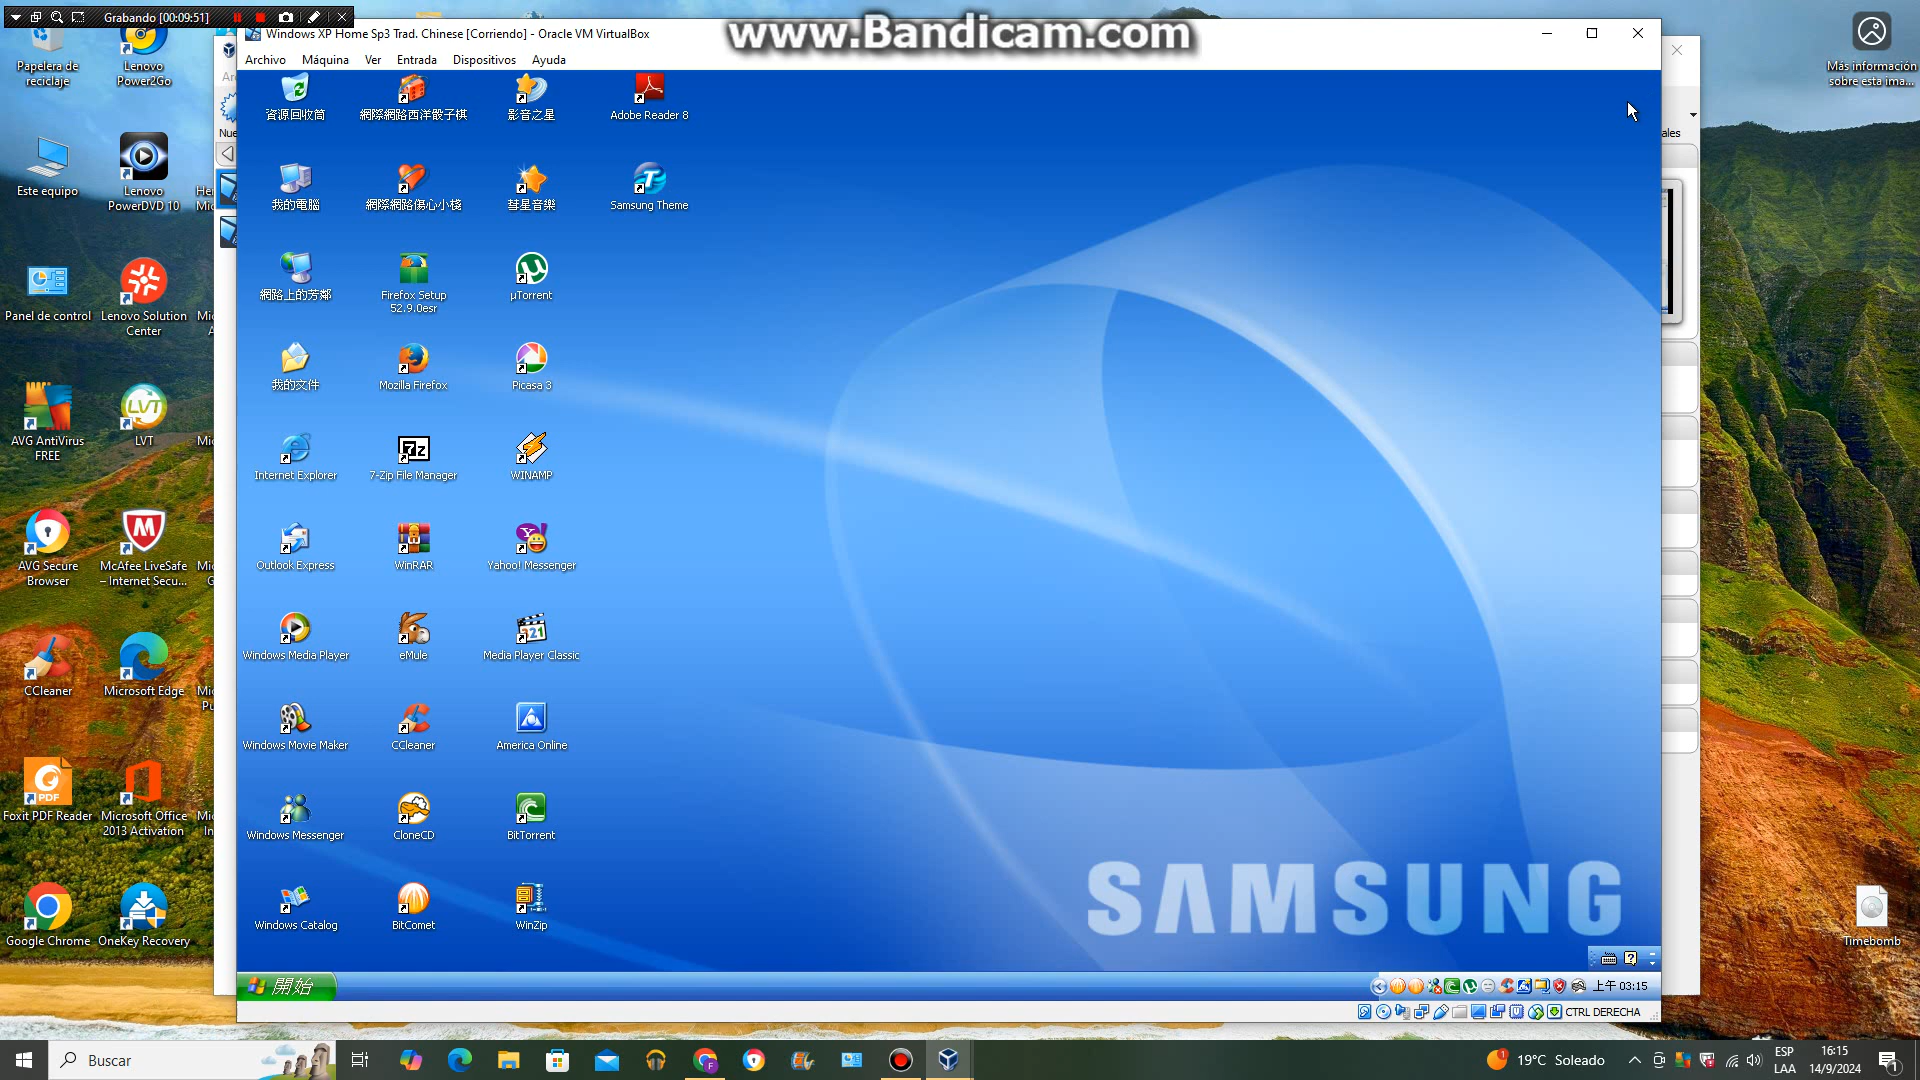 Grabando [00:09:51]
www.Bandicam.com
Windows XP Home Sp3 Trad. Chinese [Corriendo] - Oracle VM VirtualBox
Archivo Máquina Ver Entrada Dispositivos Ayuda
Papelera de reciclaje
Lenovo Power2Go
Este equipo
Lenovo PowerDVD 10
Panel de control
Lenovo Solution Center
AVG AntiVirus FREE
LVT
AVG Secure Browser
McAfee LiveSafe – Internet Secu...
CCleaner
Microsoft Edge
Foxit PDF Reader
Microsoft Office 2013 Activation
Google Chrome
OneKey Recovery
Nue
ales
資源回收筒
網際網路西洋骰子棋
影音之星
Adobe Reader 8
我的電腦
網際網路傷心小棧
彗星音樂
Samsung Theme
網路上的芳鄰
Firefox Setup 52.9.0esr
µTorrent
我的文件
Mozilla Firefox
Picasa 3
Internet Explorer
7-Zip File Manager
WINAMP
Outlook Express
WinRAR
Yahoo! Messenger
Windows Media Player
eMule
Media Player Classic
Windows Movie Maker
CCleaner
America Online
Windows Messenger
CloneCD
BitTorrent
Windows Catalog
BitComet
WinZip
SAMSUNG
開始
上午 03:15
CTRL DERECHA
Más información sobre esta ima...
Timebomb
Buscar
19°C Soleado
ESP
LAA
16:15
14/9/2024